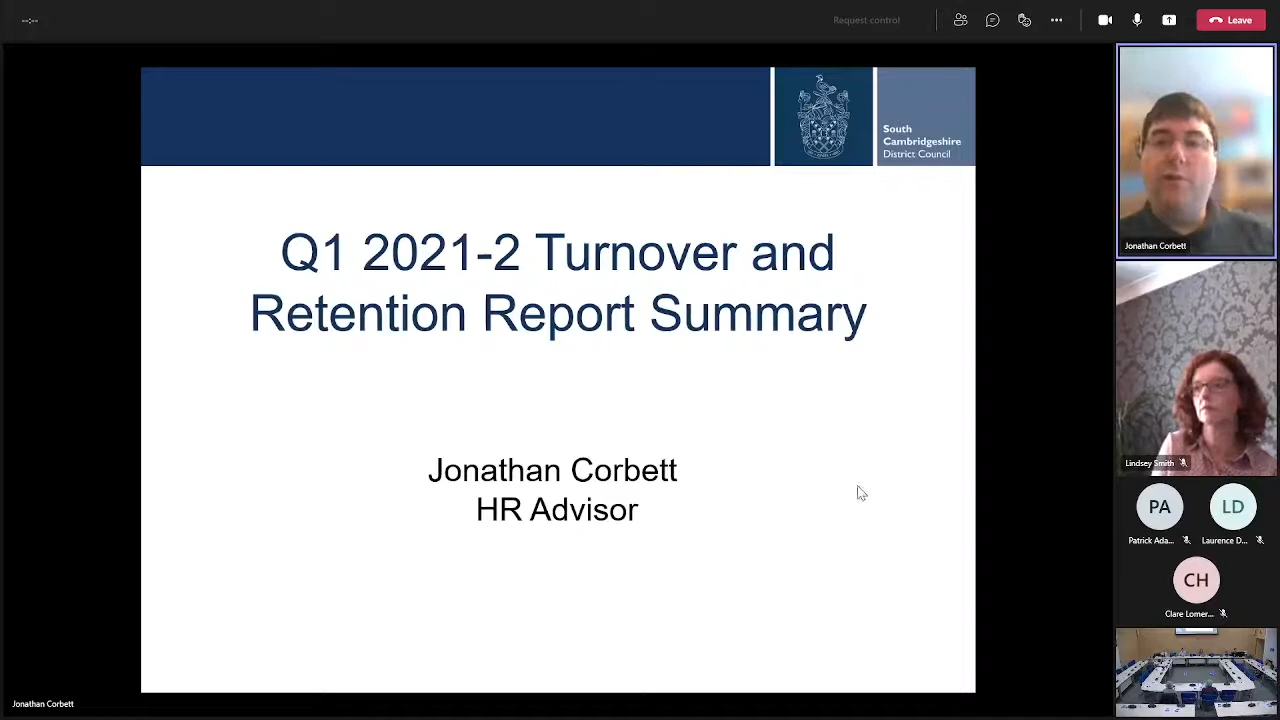 --:--
Request control
Leave
South
Cambridgeshire
District Council
Q1 2021-2 Turnover and
Retention Report Summary
Jonathan Corbett
HR Advisor
Jonathan Corbett
Lindsey Smith
PA
LD
Patrick Ada...
Laurence D...
CH
Clare Lomer...
Jonathan Corbett